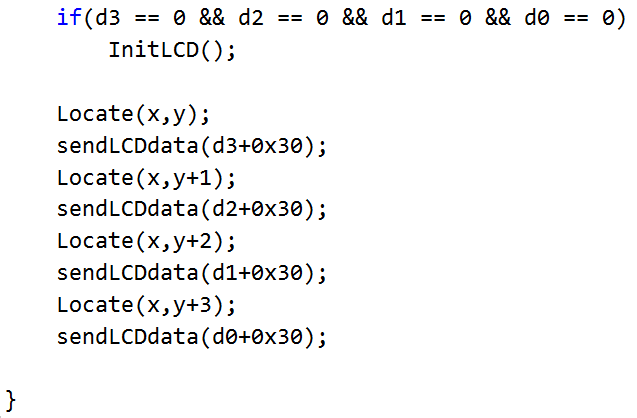 if(d3 == 0 && d2 == 0 && d1 == 0 && d0 == 0)
InitLCD();
Locate(x,y);
sendLCDdata(d3+0x30);
Locate(x,y+1);
sendLCDdata(d2+0x30);
Locate(x,y+2);
sendLCDdata(d1+0x30);
Locate(x,y+3);
sendLCDdata(d0+0x30);
}